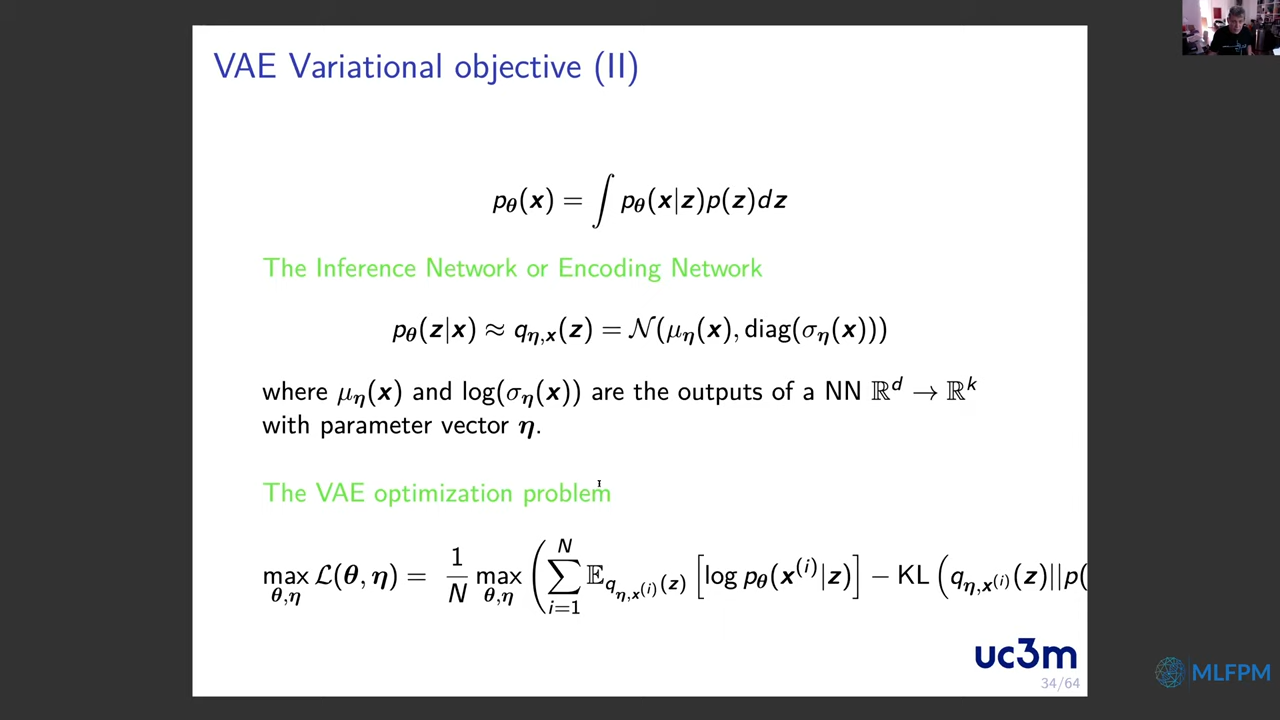 VAE Variational objective (II)
pθ(x) = ∫ pθ(x|z)p(z)dz
The Inference Network or Encoding Network
pθ(z|x) ≈ qη,x(z) = N(μη(x), diag(ση(x)))
where μη(x) and log(ση(x)) are the outputs of a NN ℝᵈ → ℝᵏ
with parameter vector η.
The VAE optimization problem
max_{θ,η} L(θ, η) = 1/N max_{θ,η} (∑_{i=1}^{N} 𝔼_{qη,x⁽ⁱ⁾(z)} [log pθ(x⁽ⁱ⁾|z)] − KL (qη,x⁽ⁱ⁾(z)||p(
uc3m
34/64
MLFPM